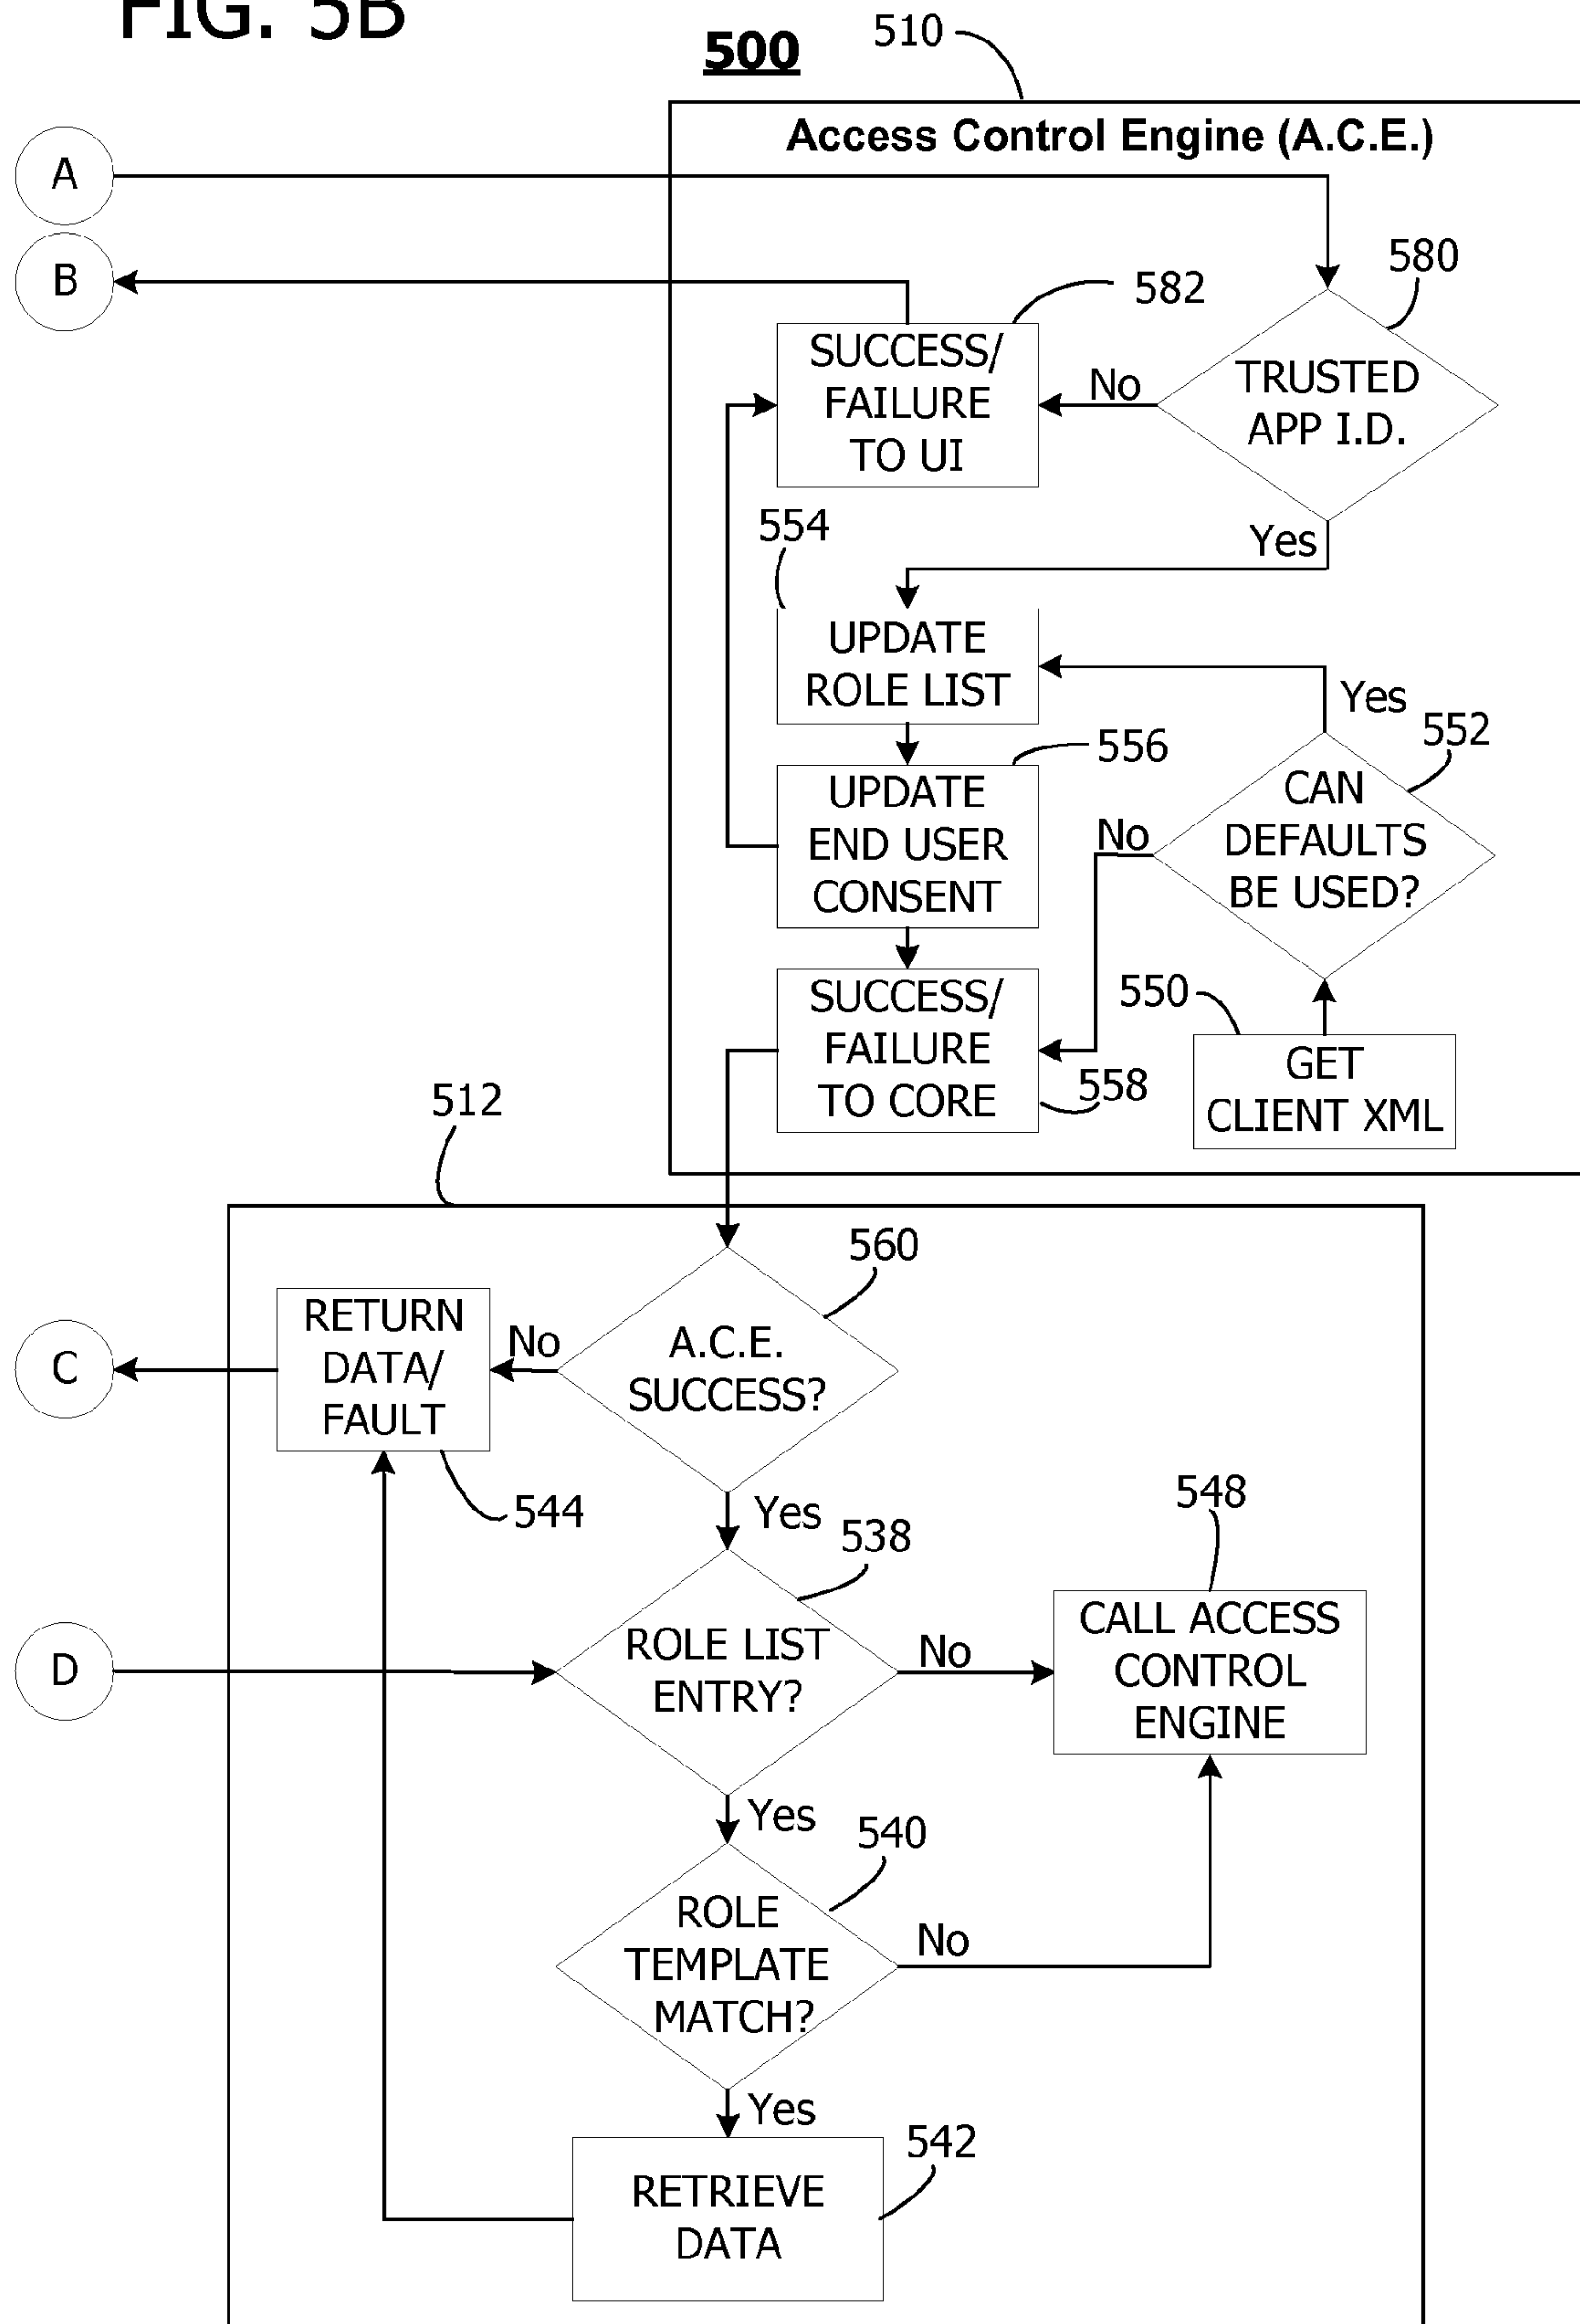 FIG. 5B
500
510
Access Control Engine (A.C.E.)
A
B
580
582
SUCCESS/
FAILURE
TO UI
No
TRUSTED
APP I.D.
554
Yes
UPDATE
ROLE LIST
Yes
552
556
UPDATE
END USER
CONSENT
No
CAN
DEFAULTS
BE USED?
SUCCESS/
FAILURE
TO CORE
550
558
GET
CLIENT XML
512
560
RETURN
DATA/
FAULT
No
A.C.E.
SUCCESS?
C
544
Yes
538
548
D
ROLE LIST
ENTRY?
No
CALL ACCESS
CONTROL
ENGINE
Yes
540
ROLE
TEMPLATE
MATCH?
No
Yes
542
RETRIEVE
DATA